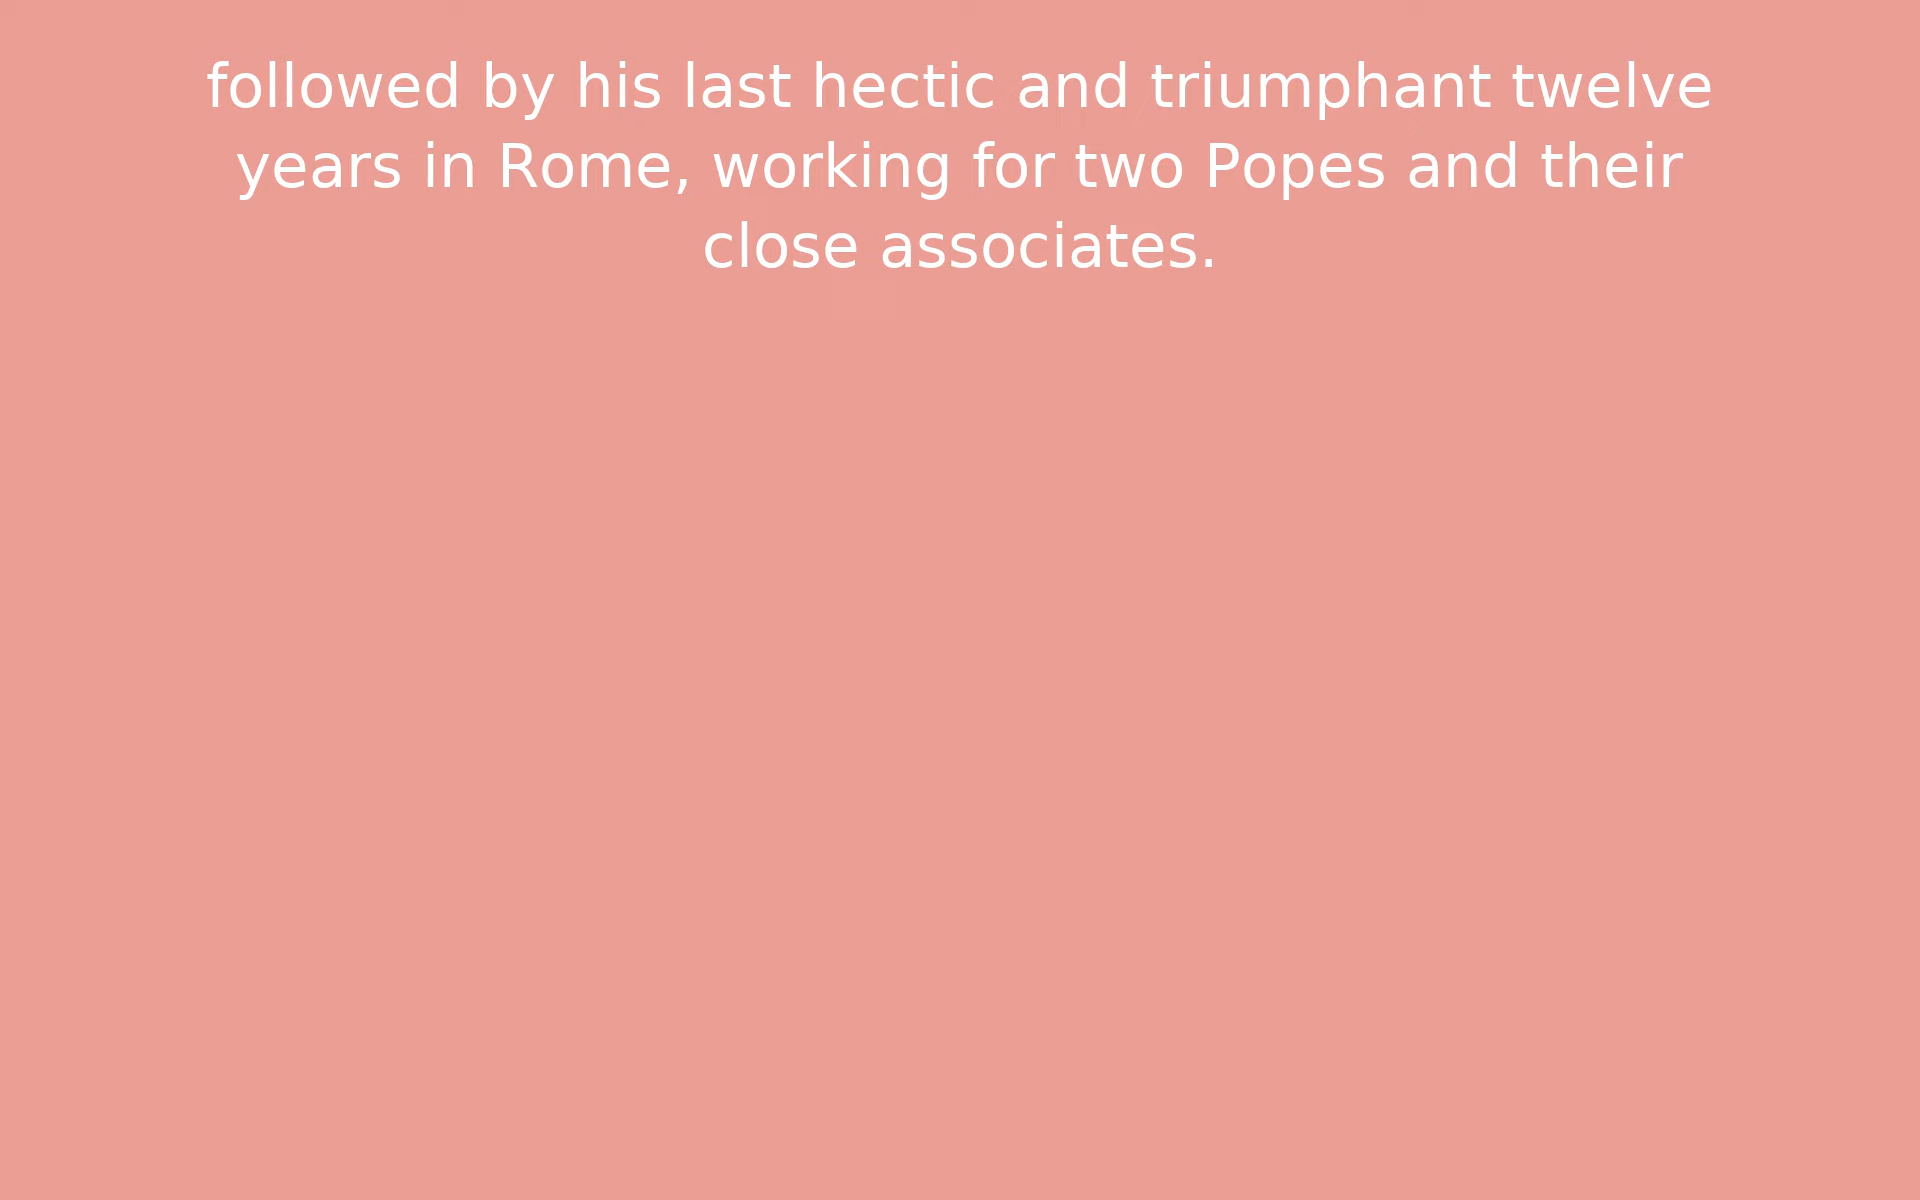 followed by his last hectic and triumphant twelve
years in Rome, working for two Popes and their
close associates.